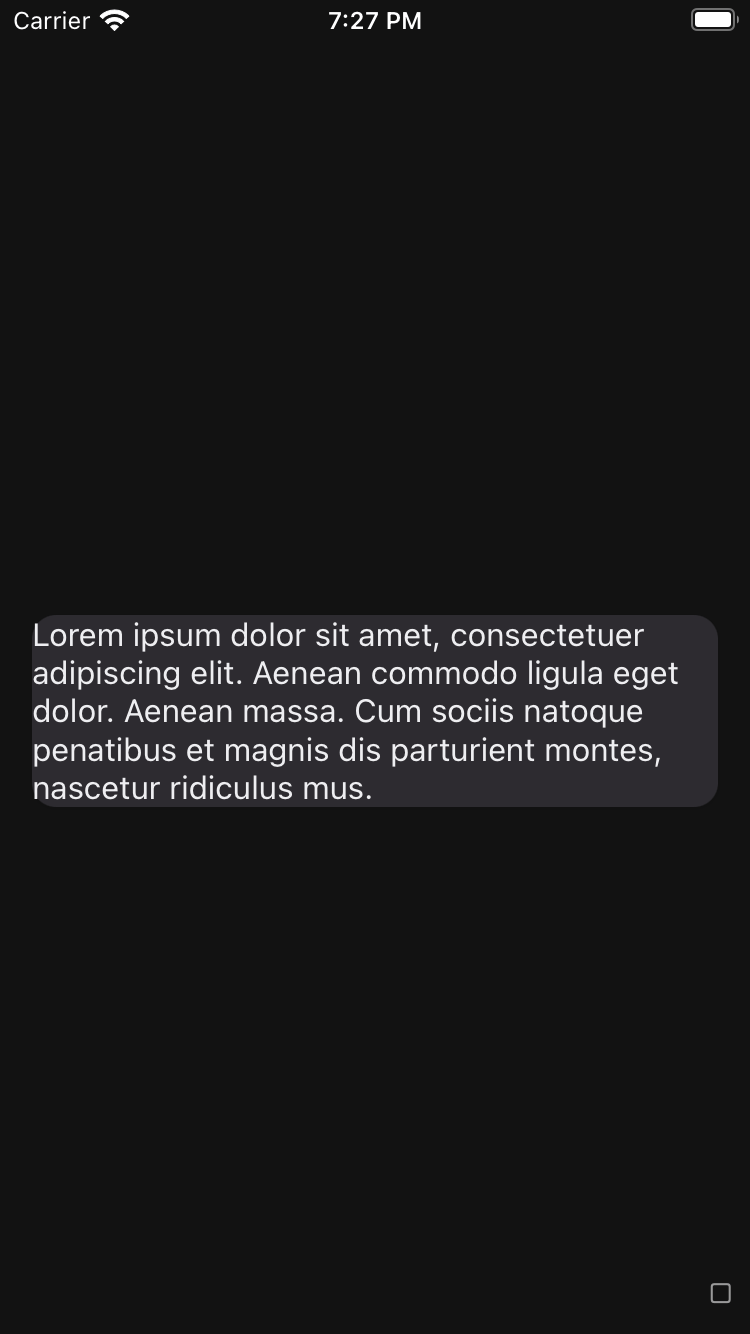 Carrier
7:27 PM
Lorem ipsum dolor sit amet, consectetuer
adipiscing elit. Aenean commodo ligula eget
dolor. Aenean massa. Cum sociis natoque
penatibus et magnis dis parturient montes,
nascetur ridiculus mus.